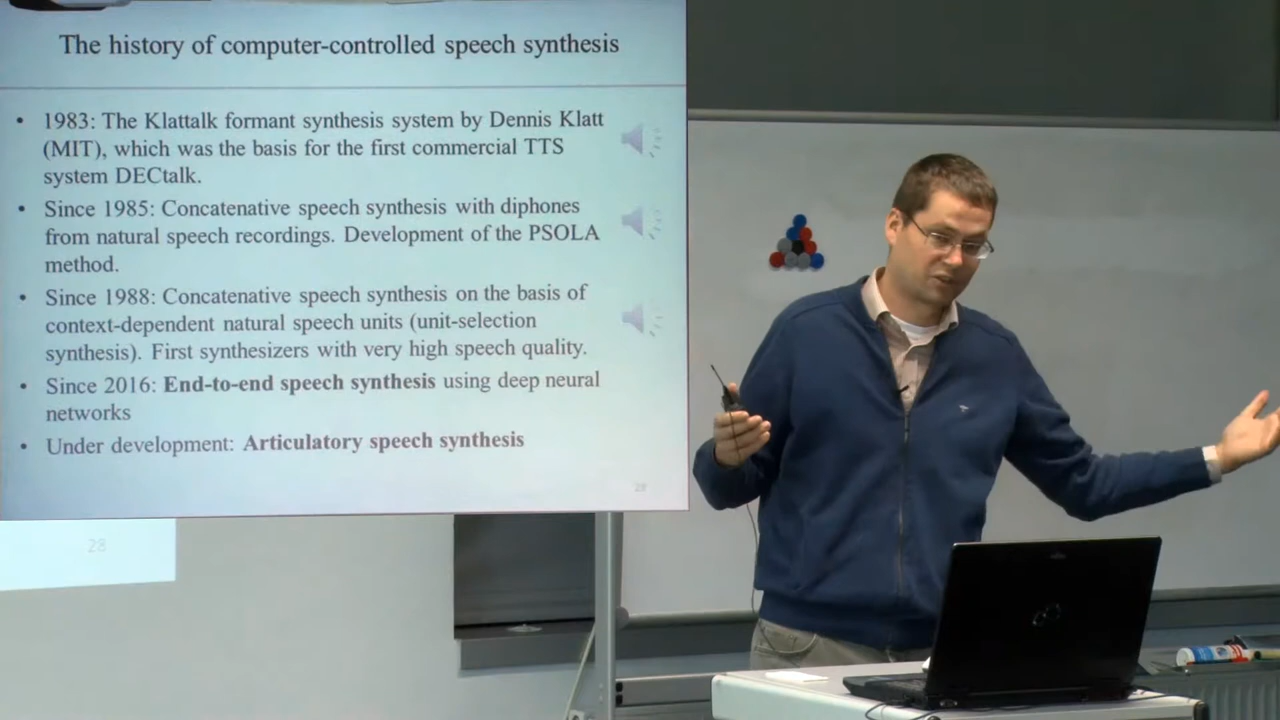 The history of computer-controlled speech synthesis
• 1983: The Klattalk formant synthesis system by Dennis Klatt
(MIT), which was the basis for the first commercial TTS
system DECtalk.
• Since 1985: Concatenative speech synthesis with diphones
from natural speech recordings. Development of the PSOLA
method.
• Since 1988: Concatenative speech synthesis on the basis of
context-dependent natural speech units (unit-selection
synthesis). First synthesizers with very high speech quality.
• Since 2016: End-to-end speech synthesis using deep neural
networks
• Under development: Articulatory speech synthesis
28